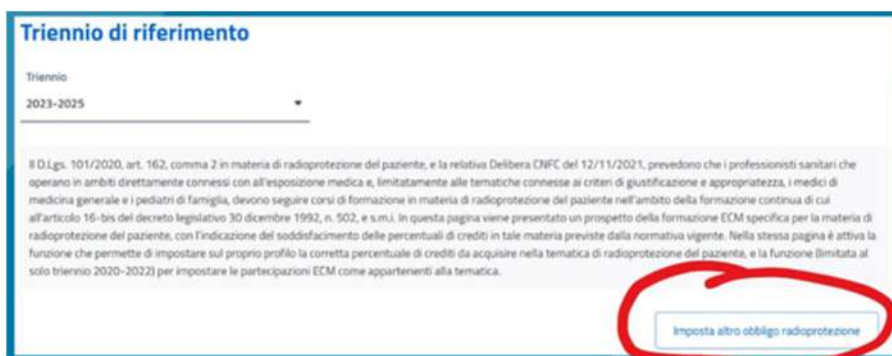 Triennio di riferimento
Triennio
2023-2025
Il D.Lgs. 101/2020, art. 162, comma 2 in materia di radioprotezione del paziente, e la relativa Delibera CNFC del 12/11/2021, prevedono che i professionisti sanitari che
operano in ambiti direttamente connessi con all'esposizione medica e, limitatamente alle tematiche connesse ai criteri di giustificazione e appropriatezza, i medici di
medicina generale e i pediatri di famiglia, devono seguire corsi di formazione in materia di radioprotezione del paziente nell'ambito della formazione continua di cui
all'articolo 16-bis del decreto legislativo 30 dicembre 1992, n. 502, e s.m.i. In questa pagina viene presentato un prospetto della formazione ECM specifica per la materia di
radioprotezione del paziente, con l'indicazione del soddisfacimento delle percentuali di crediti in tale materia previste dalla normativa vigente. Nella stessa pagina è attiva la
funzione che permette di impostare sul proprio profilo la corretta percentuale di crediti da acquisire nella tematica di radioprotezione del paziente, e la funzione (limitata al
solo triennio 2020-2022) per impostare le partecipazioni ECM come appartenenti alla tematica.
Imposta altro obbligo radioprotezione